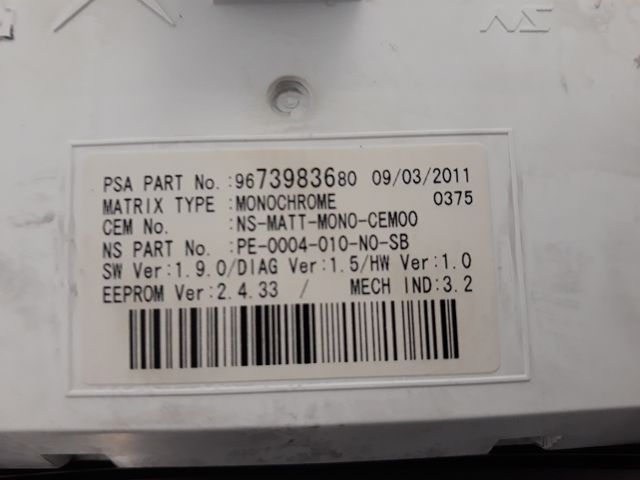 NS
PSA PART No.:9673983680 09/03/2011
MATRIX TYPE :MONOCHROME 0375
CEM No. :NS-MATT-MONO-CEM00
NS PART No. :PE-0004-010-N0-SB
SW Ver:1.9.0/DIAG Ver:1.5/HW Ver:1.0
EEPROM Ver:2.4.33 / MECH IND:3.2